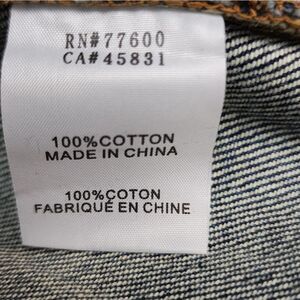 RN#77600
CA#45831
100%COTTON
MADE IN CHINA
100%COTON
FABRIQUÉ EN CHINE